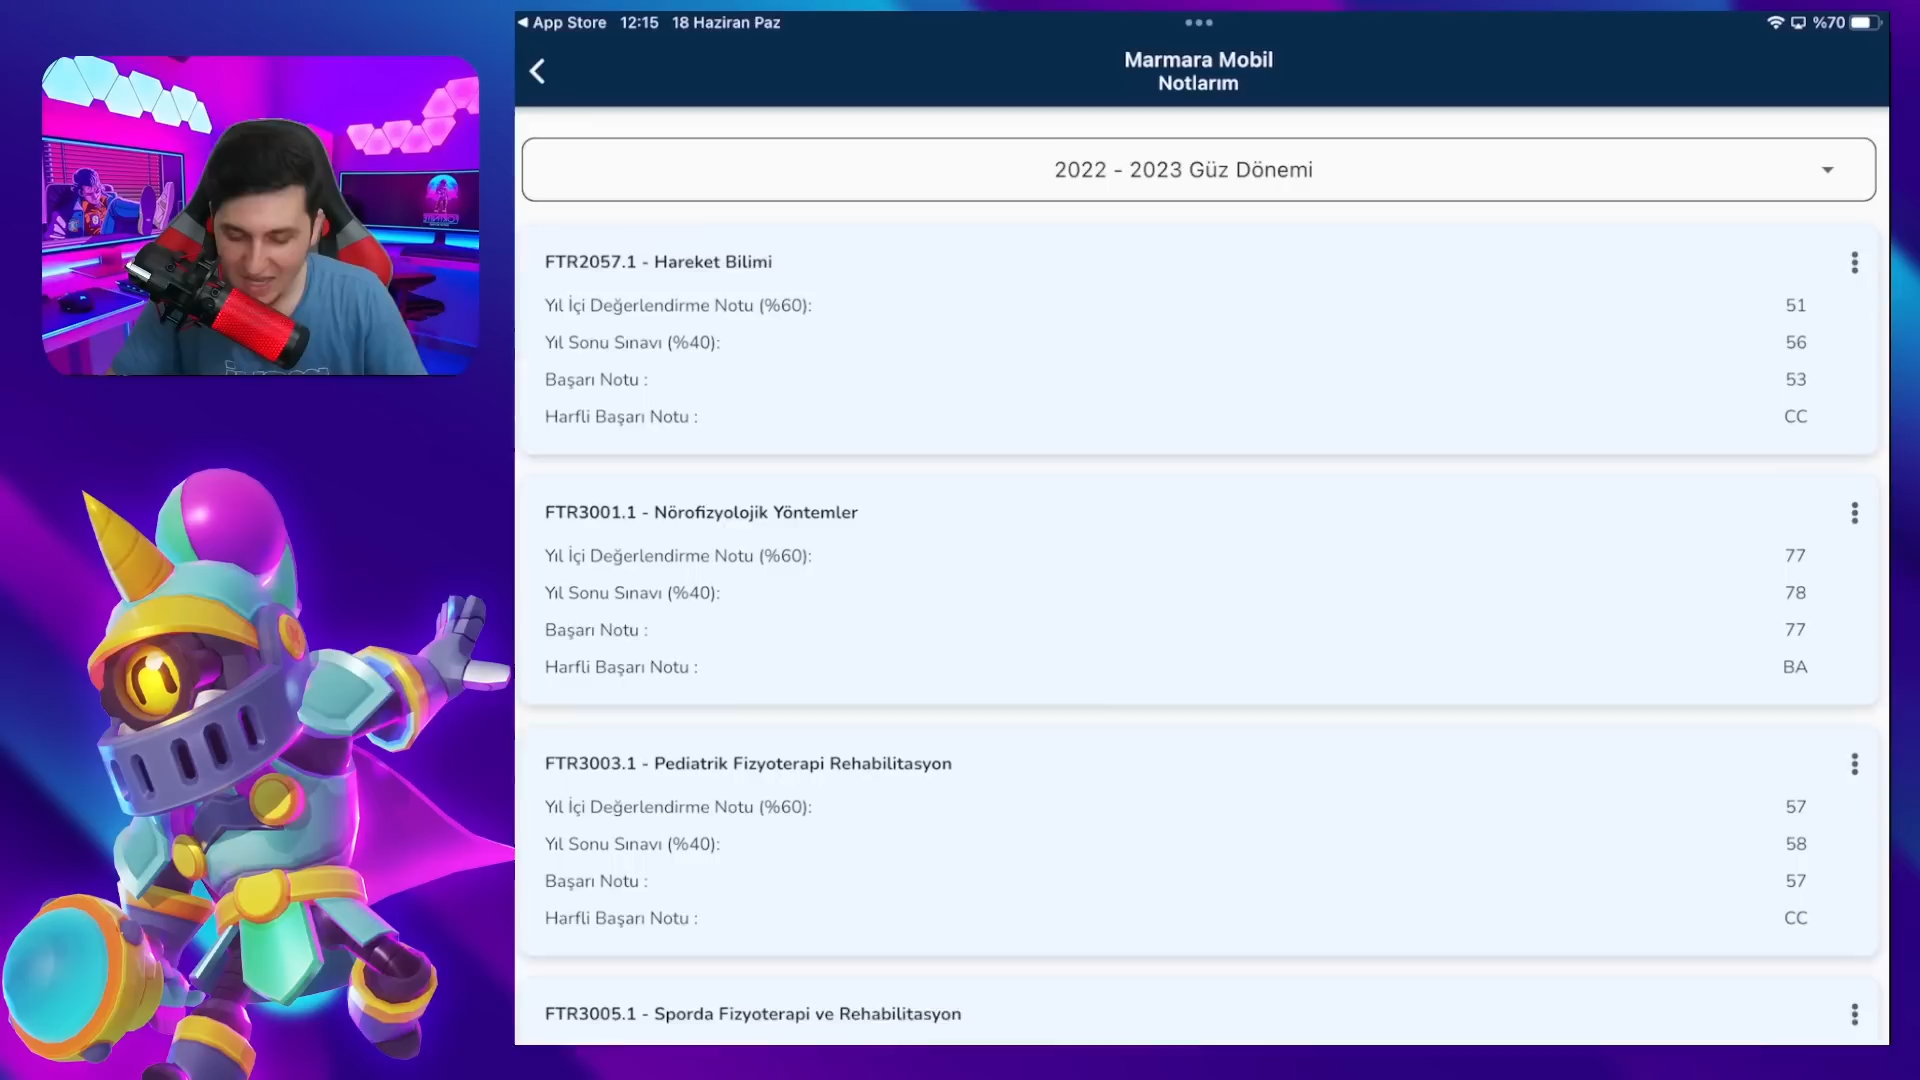 ◀ App Store 12:15 18 Haziran Paz
%70
Marmara Mobil
Notlarım
2022 - 2023 Güz Dönemi
FTR2057.1 - Hareket Bilimi
Yıl İçi Değerlendirme Notu (%60): 51
Yıl Sonu Sınavı (%40): 56
Başarı Notu : 53
Harfli Başarı Notu : CC
FTR3001.1 - Nörofizyolojik Yöntemler
Yıl İçi Değerlendirme Notu (%60): 77
Yıl Sonu Sınavı (%40): 78
Başarı Notu : 77
Harfli Başarı Notu : BA
FTR3003.1 - Pediatrik Fizyoterapi Rehabilitasyon
Yıl İçi Değerlendirme Notu (%60): 57
Yıl Sonu Sınavı (%40): 58
Başarı Notu : 57
Harfli Başarı Notu : CC
FTR3005.1 - Sporda Fizyoterapi ve Rehabilitasyon